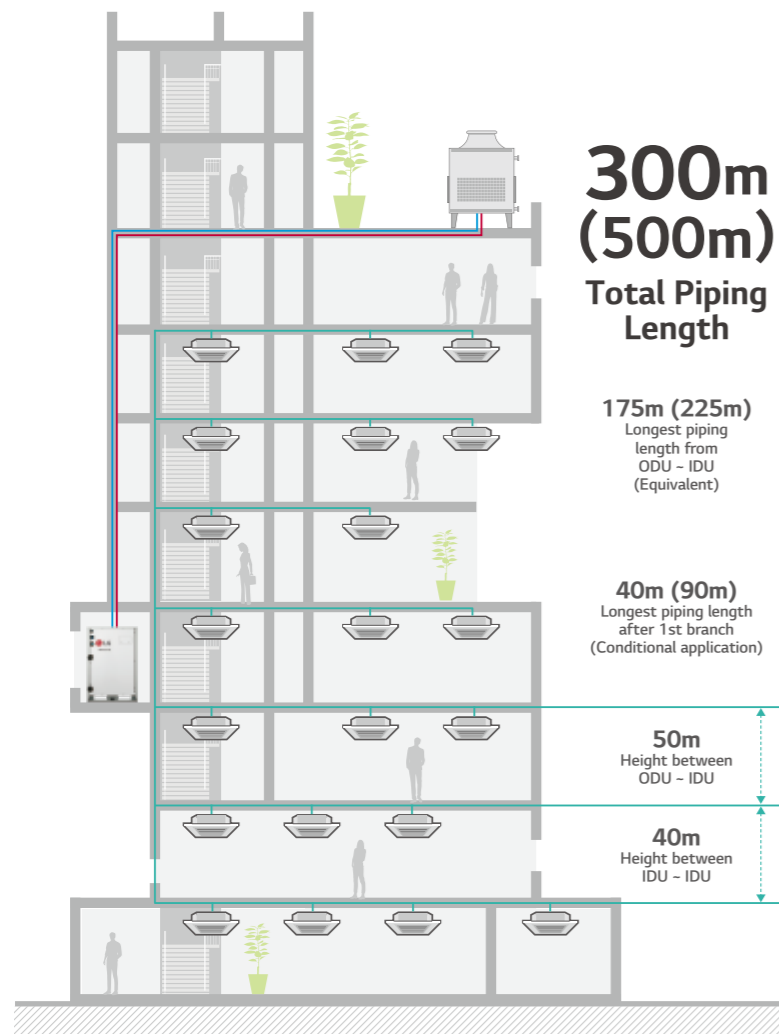 300m
(500m)
Total Piping
Length
175m (225m)
Longest piping
length from
ODU ~ IDU
(Equivalent)
40m (90m)
Longest piping length
after 1st branch
(Conditional application)
50m
Height between
ODU ~ IDU
40m
Height between
IDU ~ IDU